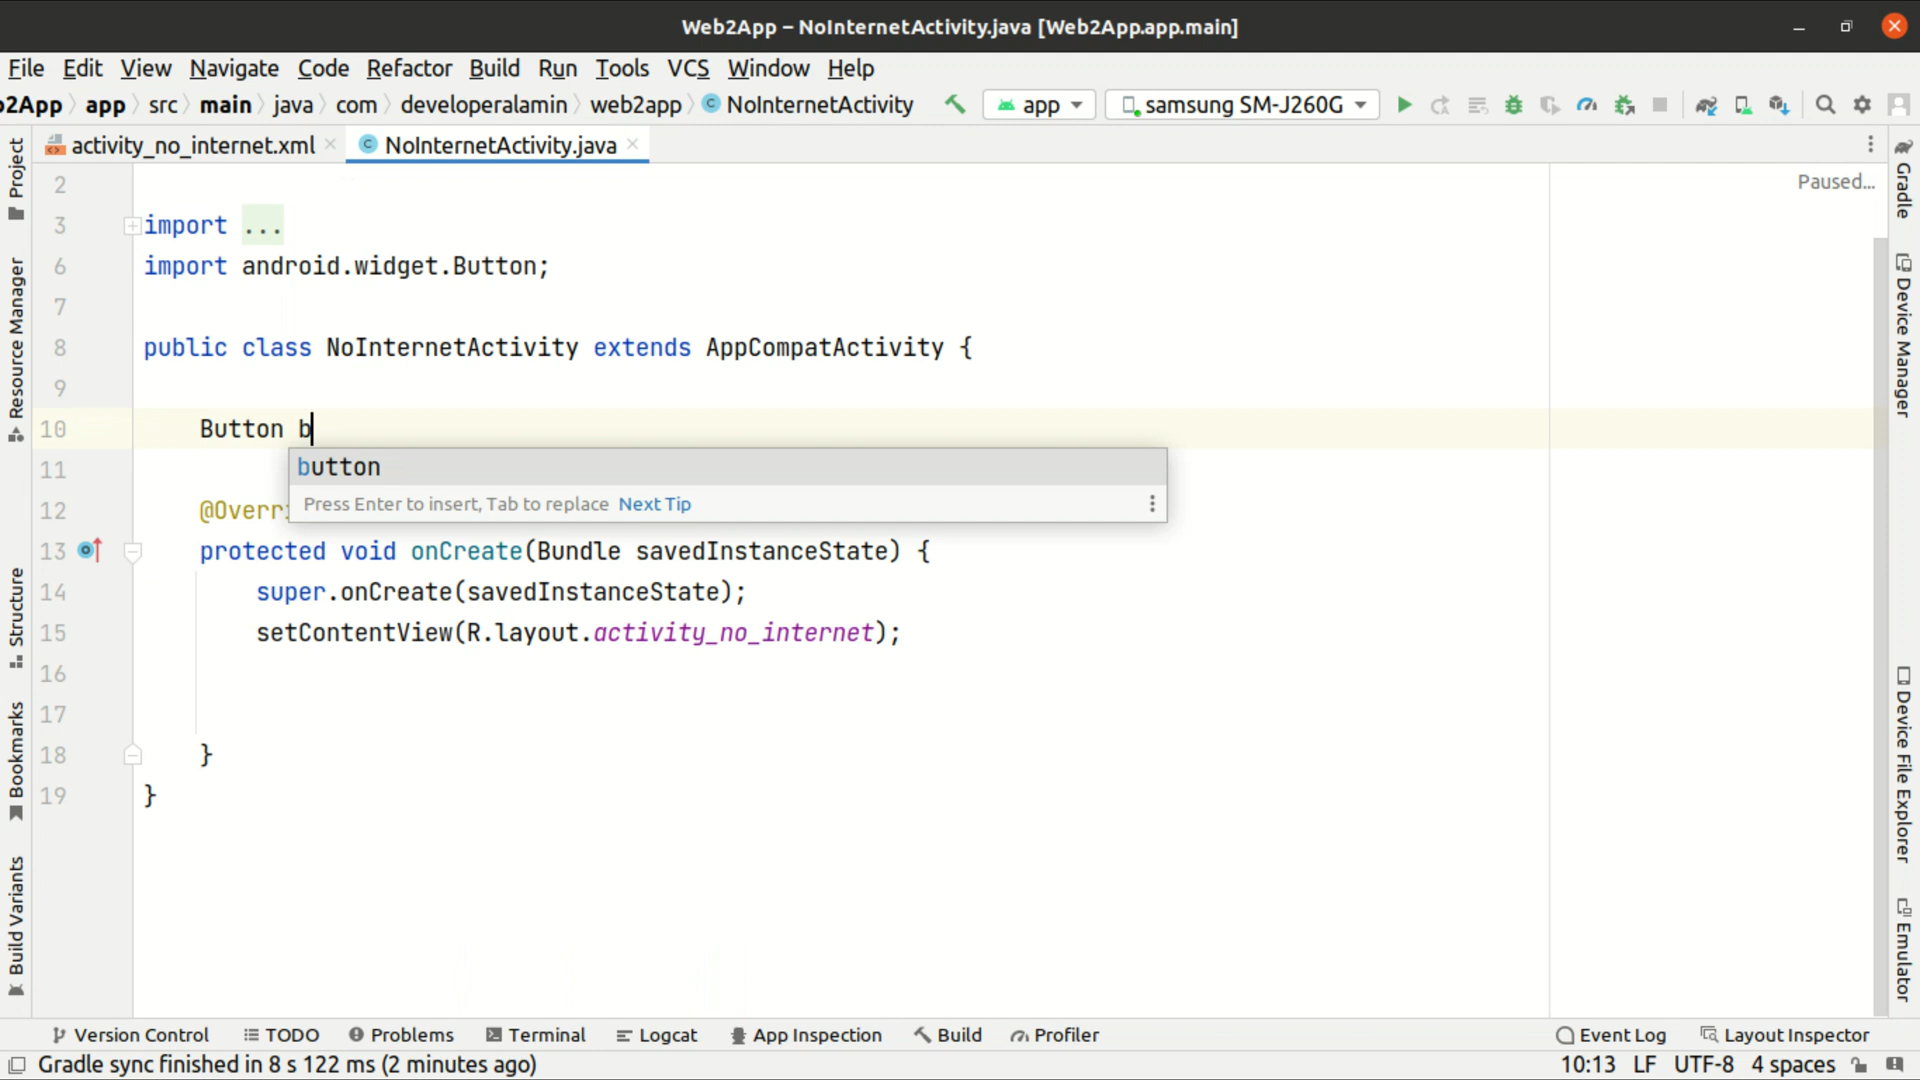 Web2App – NoInternetActivity.java [Web2App.app.main]
File Edit View Navigate Code Refactor Build Run Tools VCS Window Help
b2App app src main java com developeralamin web2app NoInternetActivity app samsung SM-J260G
activity_no_internet.xml NoInternetActivity.java
Paused...
2
3 import ...
6 import android.widget.Button;
7
8 public class NoInternetActivity extends AppCompatActivity {
9
10 Button b
button
11
Press Enter to insert, Tab to replace Next Tip
12 @Overri
13 protected void onCreate(Bundle savedInstanceState) {
14 super.onCreate(savedInstanceState);
15 setContentView(R.layout.activity_no_internet);
16
17
18 }
19 }
Project
Resource Manager
Structure
Bookmarks
Build Variants
Gradle
Device Manager
Device File Explorer
Emulator
Version Control TODO Problems Terminal Logcat App Inspection Build Profiler Event Log Layout Inspector
Gradle sync finished in 8 s 122 ms (2 minutes ago) 10:13 LF UTF-8 4 spaces